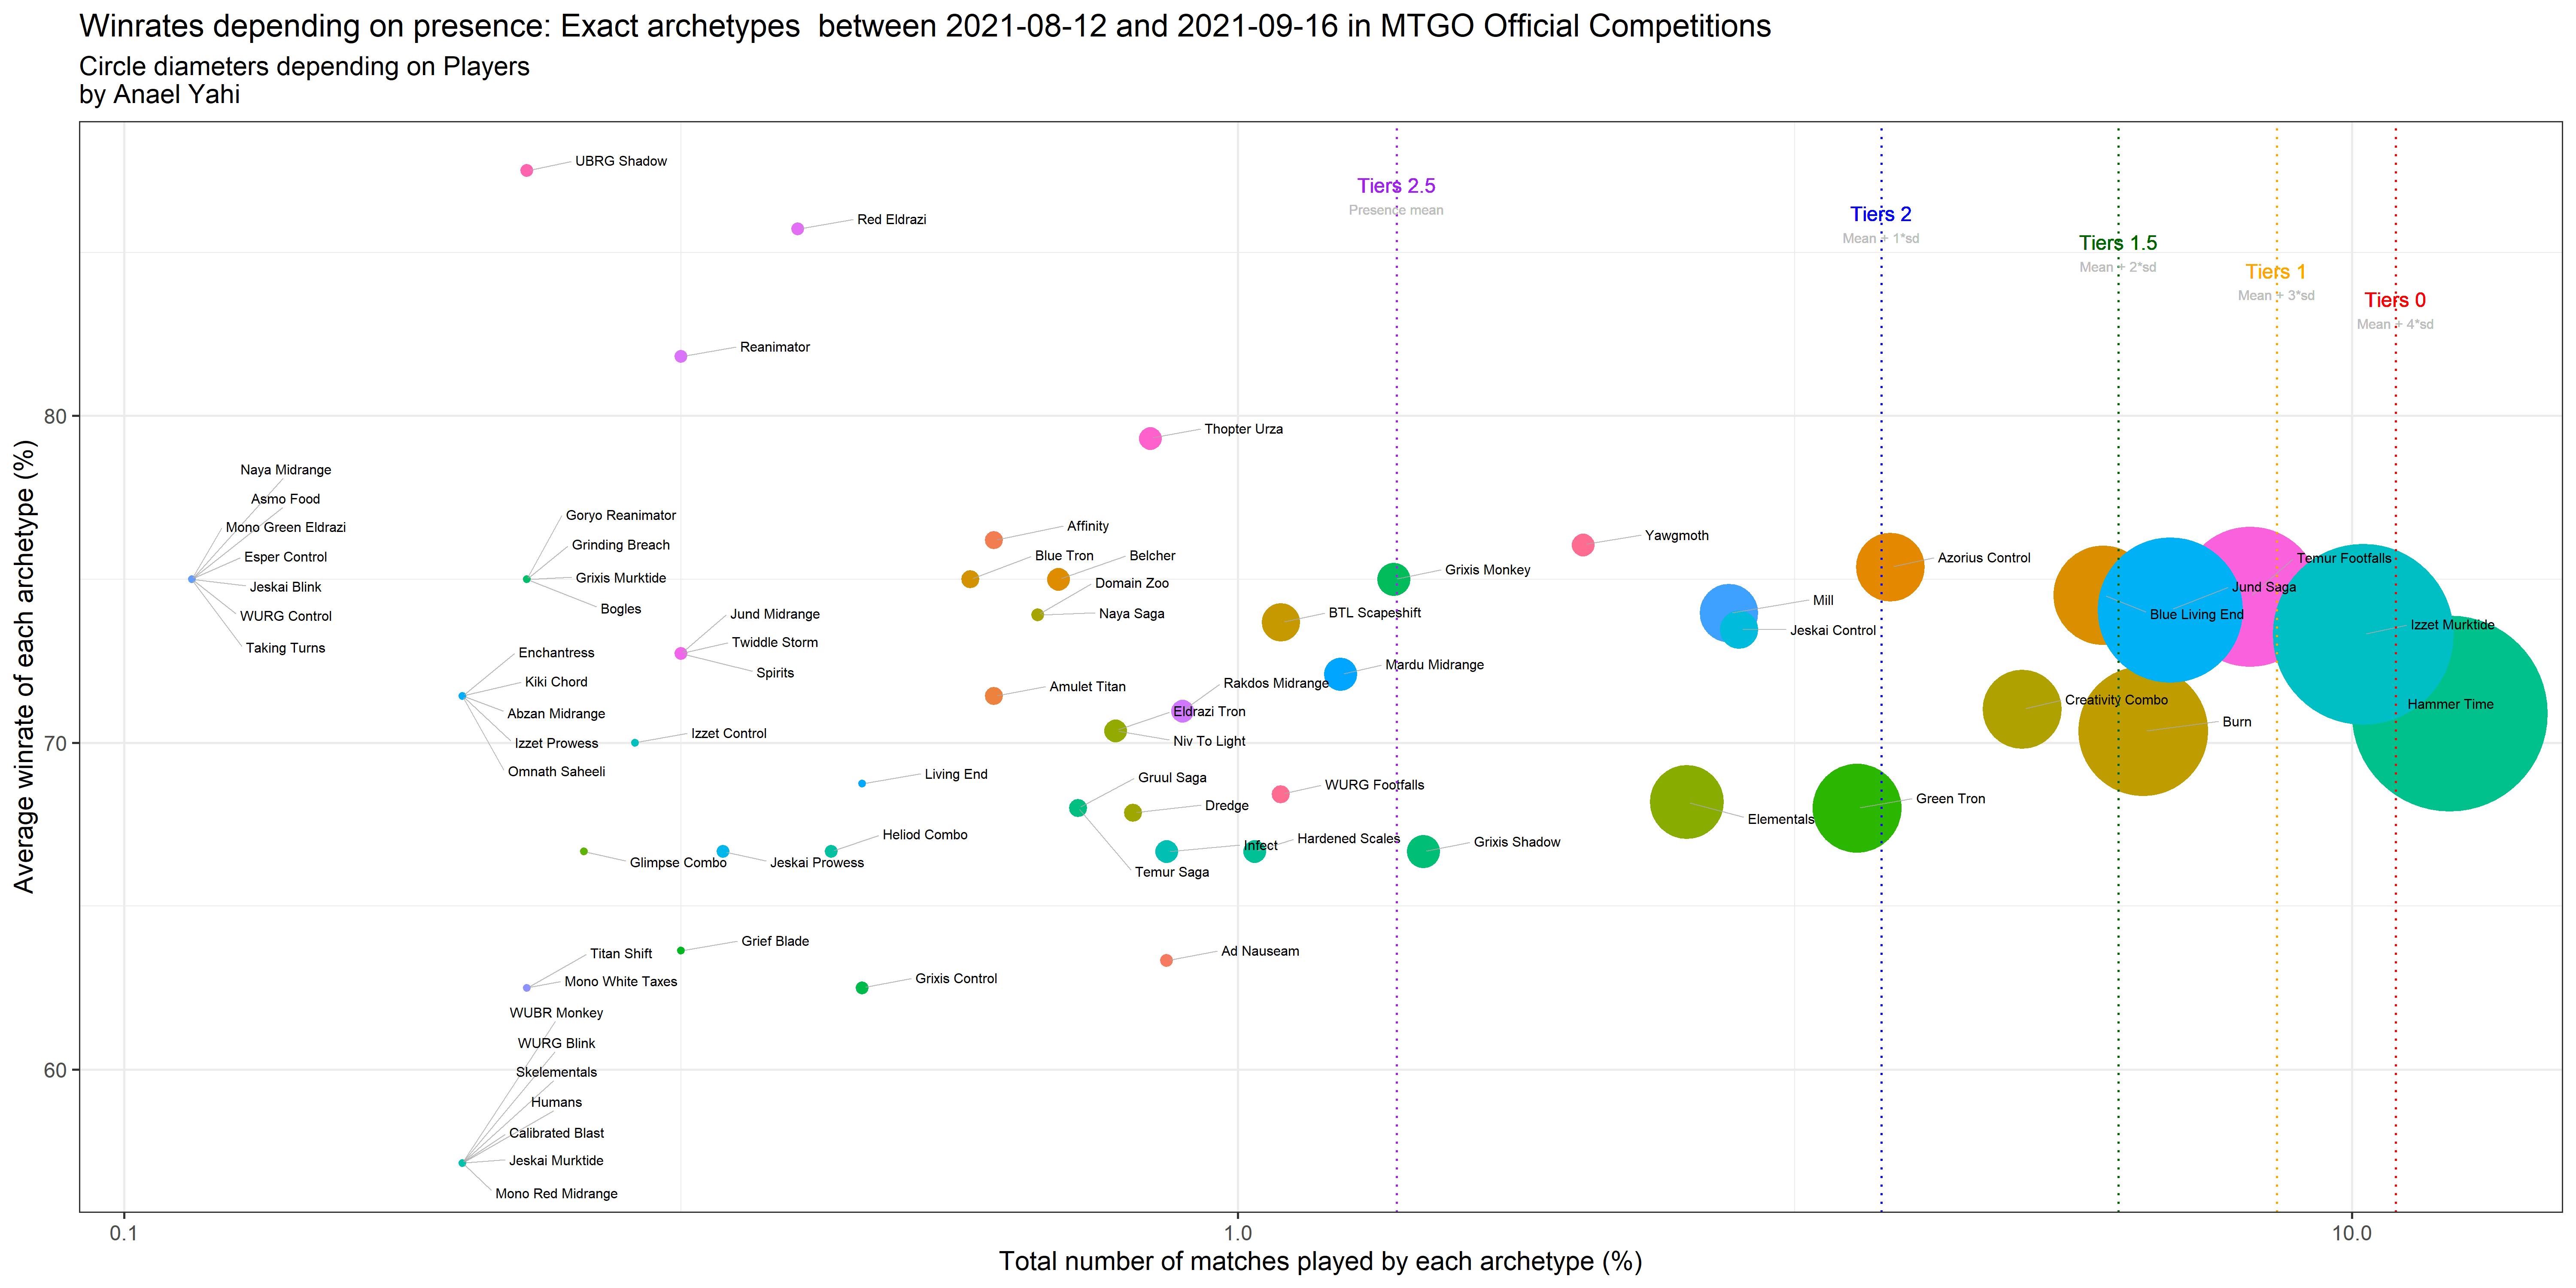 Winrates depending on presence: Exact archetypes  between 2021-08-12 and 2021-09-16 in MTGO Official Competitions
Circle diameters depending on Players
by Anael Yahi
UBRG Shadow
Tiers 2.5
Presence mean
Red Eldrazi
Tiers 2
Mean + 1*sd
Tiers 1.5
Mean + 2*sd
Tiers 1
Mean + 3*sd
Tiers 0
Mean + 4*sd
Reanimator
80
Thopter Urza
Naya Midrange
Asmo Food
Mono Green Eldrazi
Esper Control
Jeskai Blink
WURG Control
Taking Turns
Goryo Reanimator
Grinding Breach
Grixis Murktide
Bogles
Affinity
Blue Tron
Belcher
Domain Zoo
Naya Saga
Grixis Monkey
Yawgmoth
Azorius Control
Temur Footfalls
Jund Saga
Blue Living End
Izzet Murktide
Mill
Jeskai Control
BTL Scapeshift
Jund Midrange
Twiddle Storm
Spirits
Enchantress
Kiki Chord
Abzan Midrange
Izzet Prowess
Omnath Saheeli
Izzet Control
Amulet Titan
Mardu Midrange
Rakdos Midrange
Eldrazi Tron
Niv To Light
Creativity Combo
Hammer Time
Burn
70
Living End
Gruul Saga
Dredge
WURG Footfalls
Elementals
Green Tron
Glimpse Combo
Jeskai Prowess
Heliod Combo
Temur Saga
Infect
Hardened Scales
Grixis Shadow
Grief Blade
Titan Shift
Mono White Taxes
Grixis Control
Ad Nauseam
WUBR Monkey
WURG Blink
Skelementals
Humans
Calibrated Blast
Jeskai Murktide
Mono Red Midrange
60
Average winrate of each archetype (%)
0.1
1.0
10.0
Total number of matches played by each archetype (%)